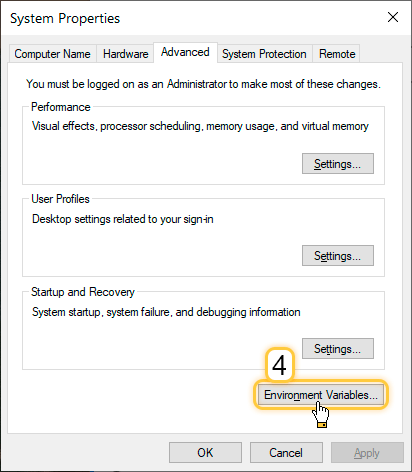 System Properties
Computer Name Hardware Advanced System Protection Remote
You must be logged on as an Administrator to make most of these changes.
Performance
Visual effects, processor scheduling, memory usage, and virtual memory
Settings...
User Profiles
Desktop settings related to your sign-in
Settings...
Startup and Recovery
System startup, system failure, and debugging information
Settings...
4
Environment Variables...
OK Cancel Apply